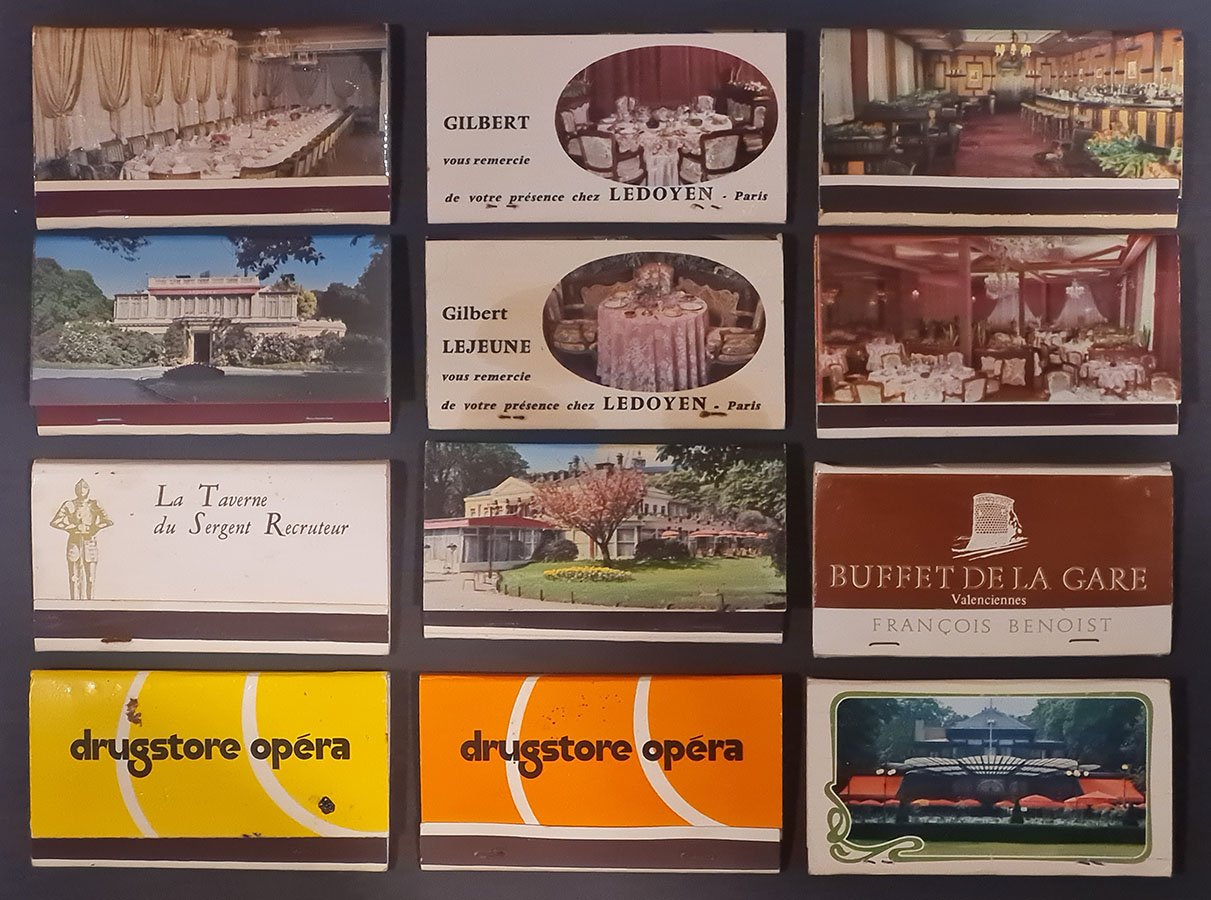 GILBERT
vous remercie
de votre présence chez LEDOYEN - Paris
Gilbert
LEJEUNE
vous remercie
de votre présence chez LEDOYEN - Paris
La Taverne
du Sergent Recruteur
BUFFET DE LA GARE
Valenciennes
FRANÇOIS BENOIST
drugstore opéra
drugstore opéra